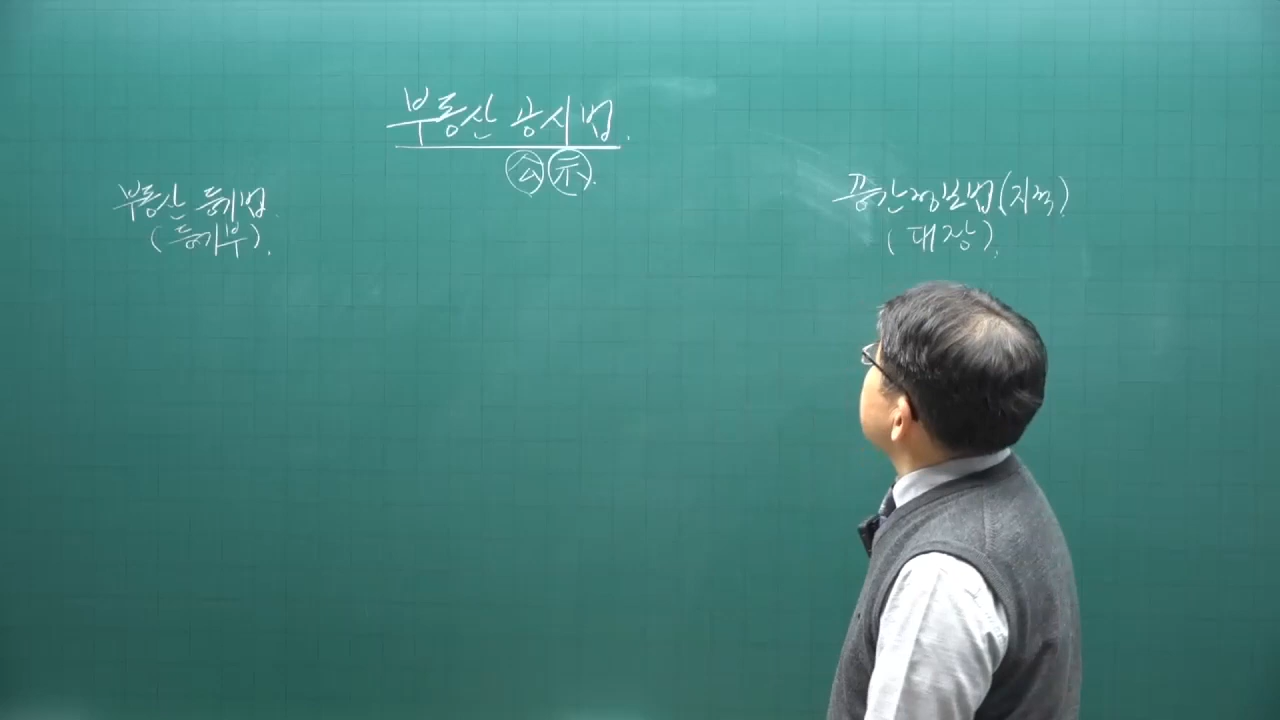 부동산 공시법.
公示.
부동산 등기법.
(등기부).
공간정보법(지적)
(대장).